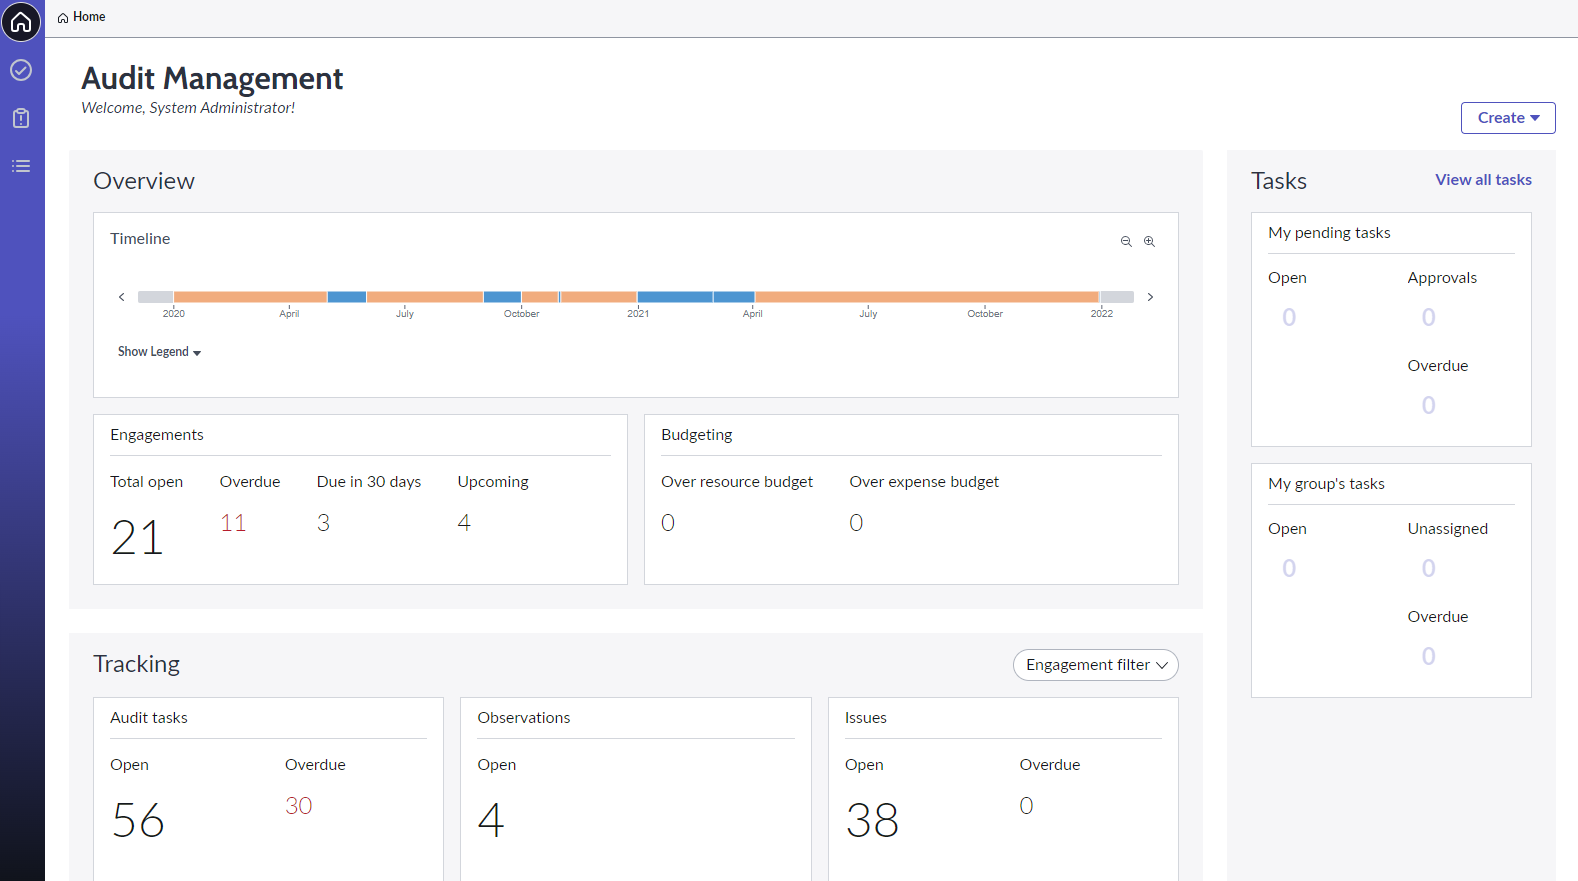 Home
Audit Management
Welcome, System Administrator!
Create
Overview
Timeline
2020 April July October 2021 April July October 2022
Show Legend
Engagements
Total open Overdue Due in 30 days Upcoming
21 11 3 4
Budgeting
Over resource budget Over expense budget
0 0
Tracking
Engagement filter
Audit tasks
Open Overdue
56 30
Observations
Open
4
Issues
Open Overdue
38 0
Tasks
View all tasks
My pending tasks
Open Approvals
0 0
Overdue
0
My group's tasks
Open Unassigned
0 0
Overdue
0